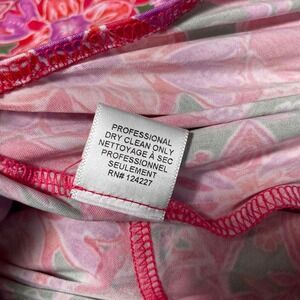 PROFESSIONAL
DRY CLEAN ONLY
NETTOYAGE À SEC
PROFESSIONNEL
SEULEMENT
RN# 124227